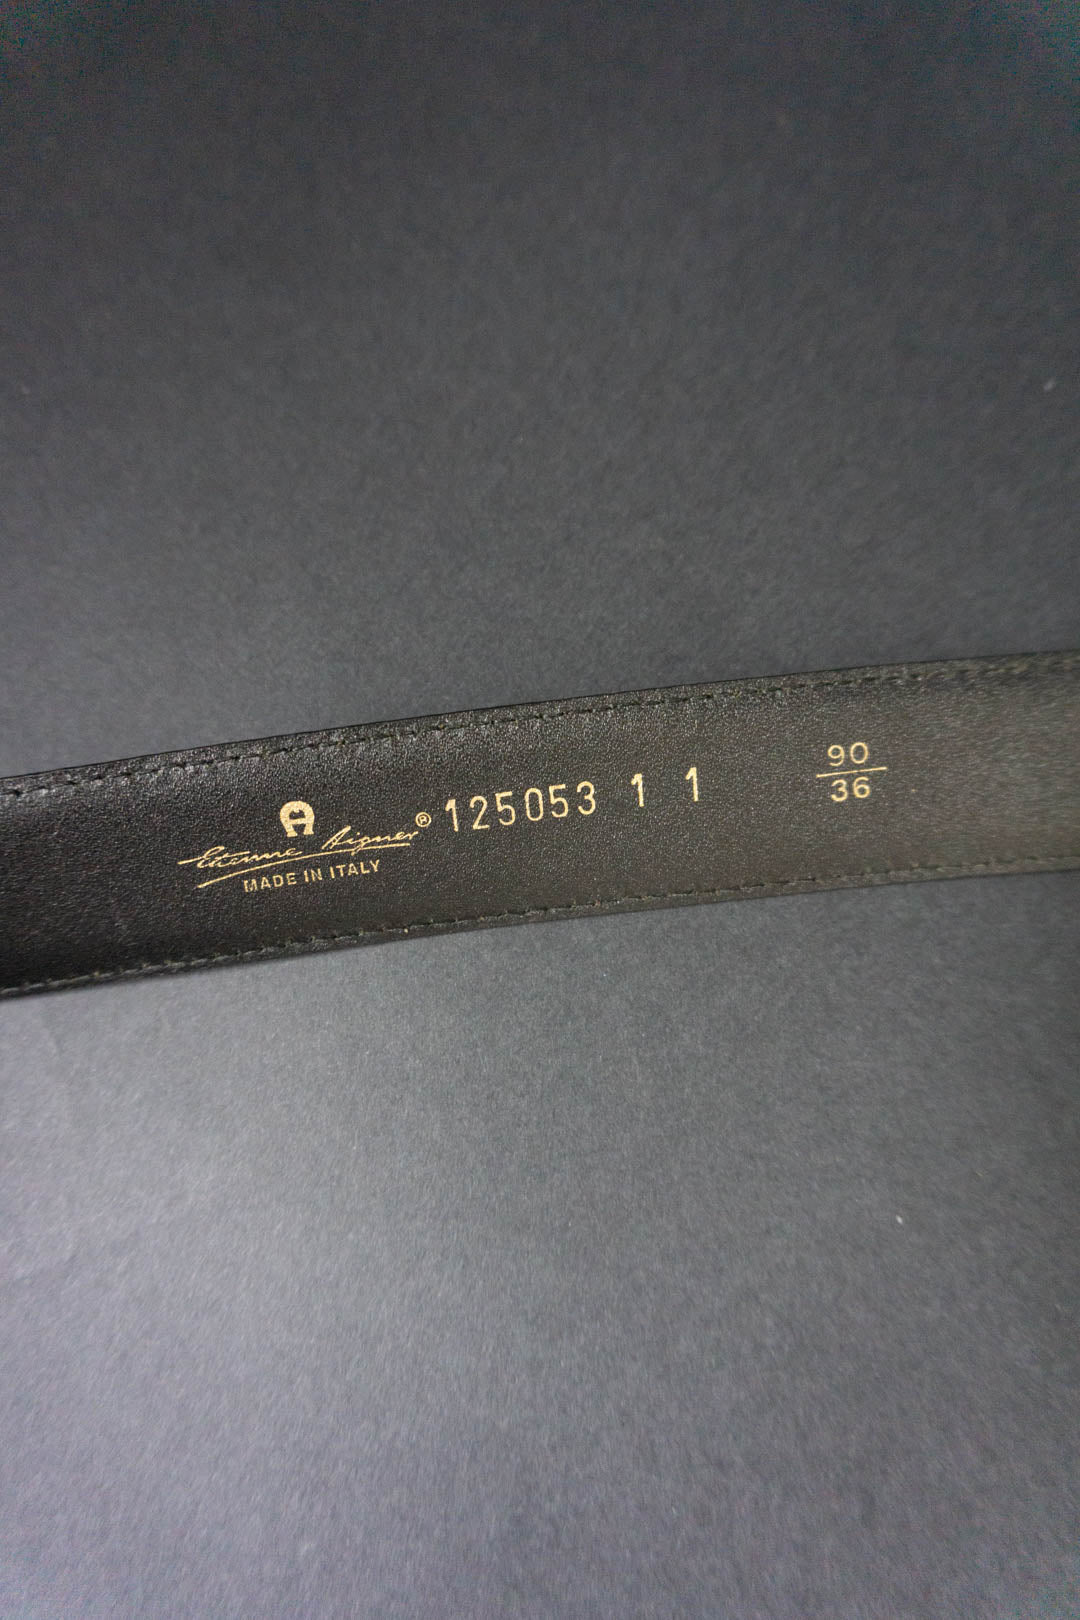 A
Etienne Aigner® 125053 1 1
MADE IN ITALY
90
36